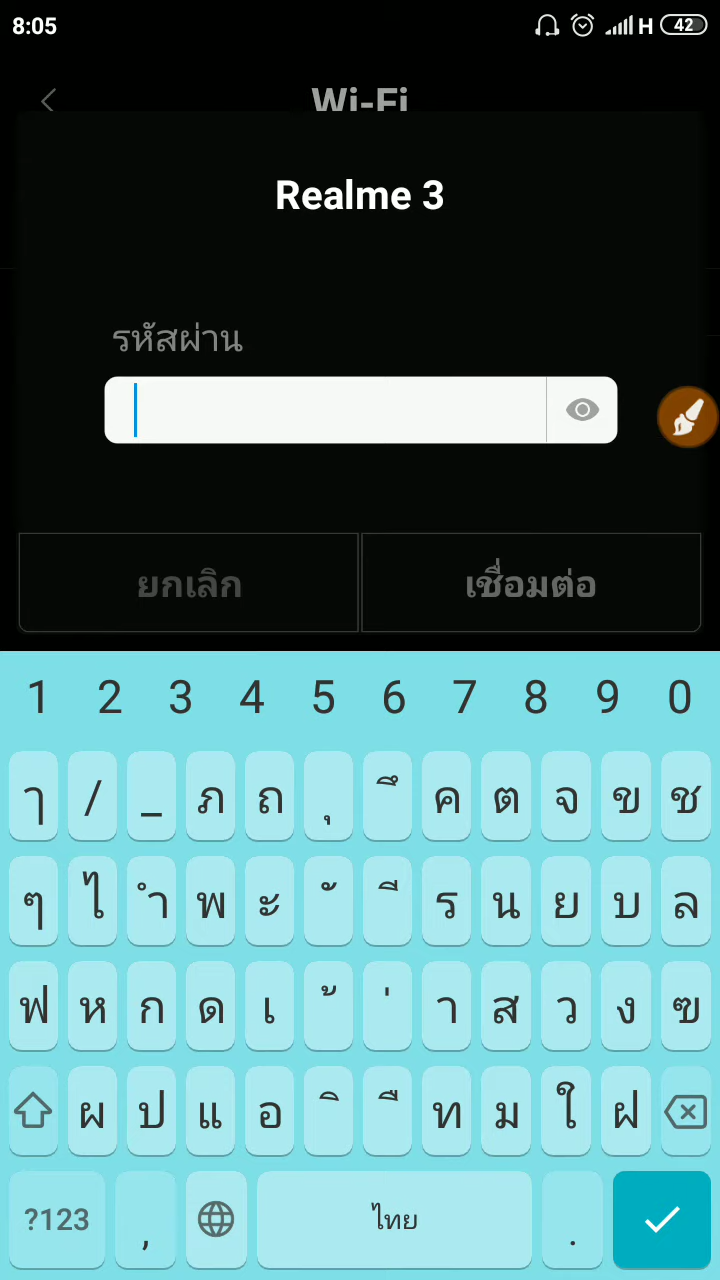 8:05 H 42
Wi-Fi
Realme 3
รหัสผ่าน
ยกเลิก เชื่อมต่อ
1 2 3 4 5 6 7 8 9 0
ๅ / _ ภ ถ ุ ึ ค ต จ ข ช
ๆ ไ ำ พ ะ ั ี ร น ย บ ล
ฟ ห ก ด เ ้ ่ า ส ว ง ฃ
ผ ป แ อ ิ ื ท ม ใ ฝ
?123 , ไทย .